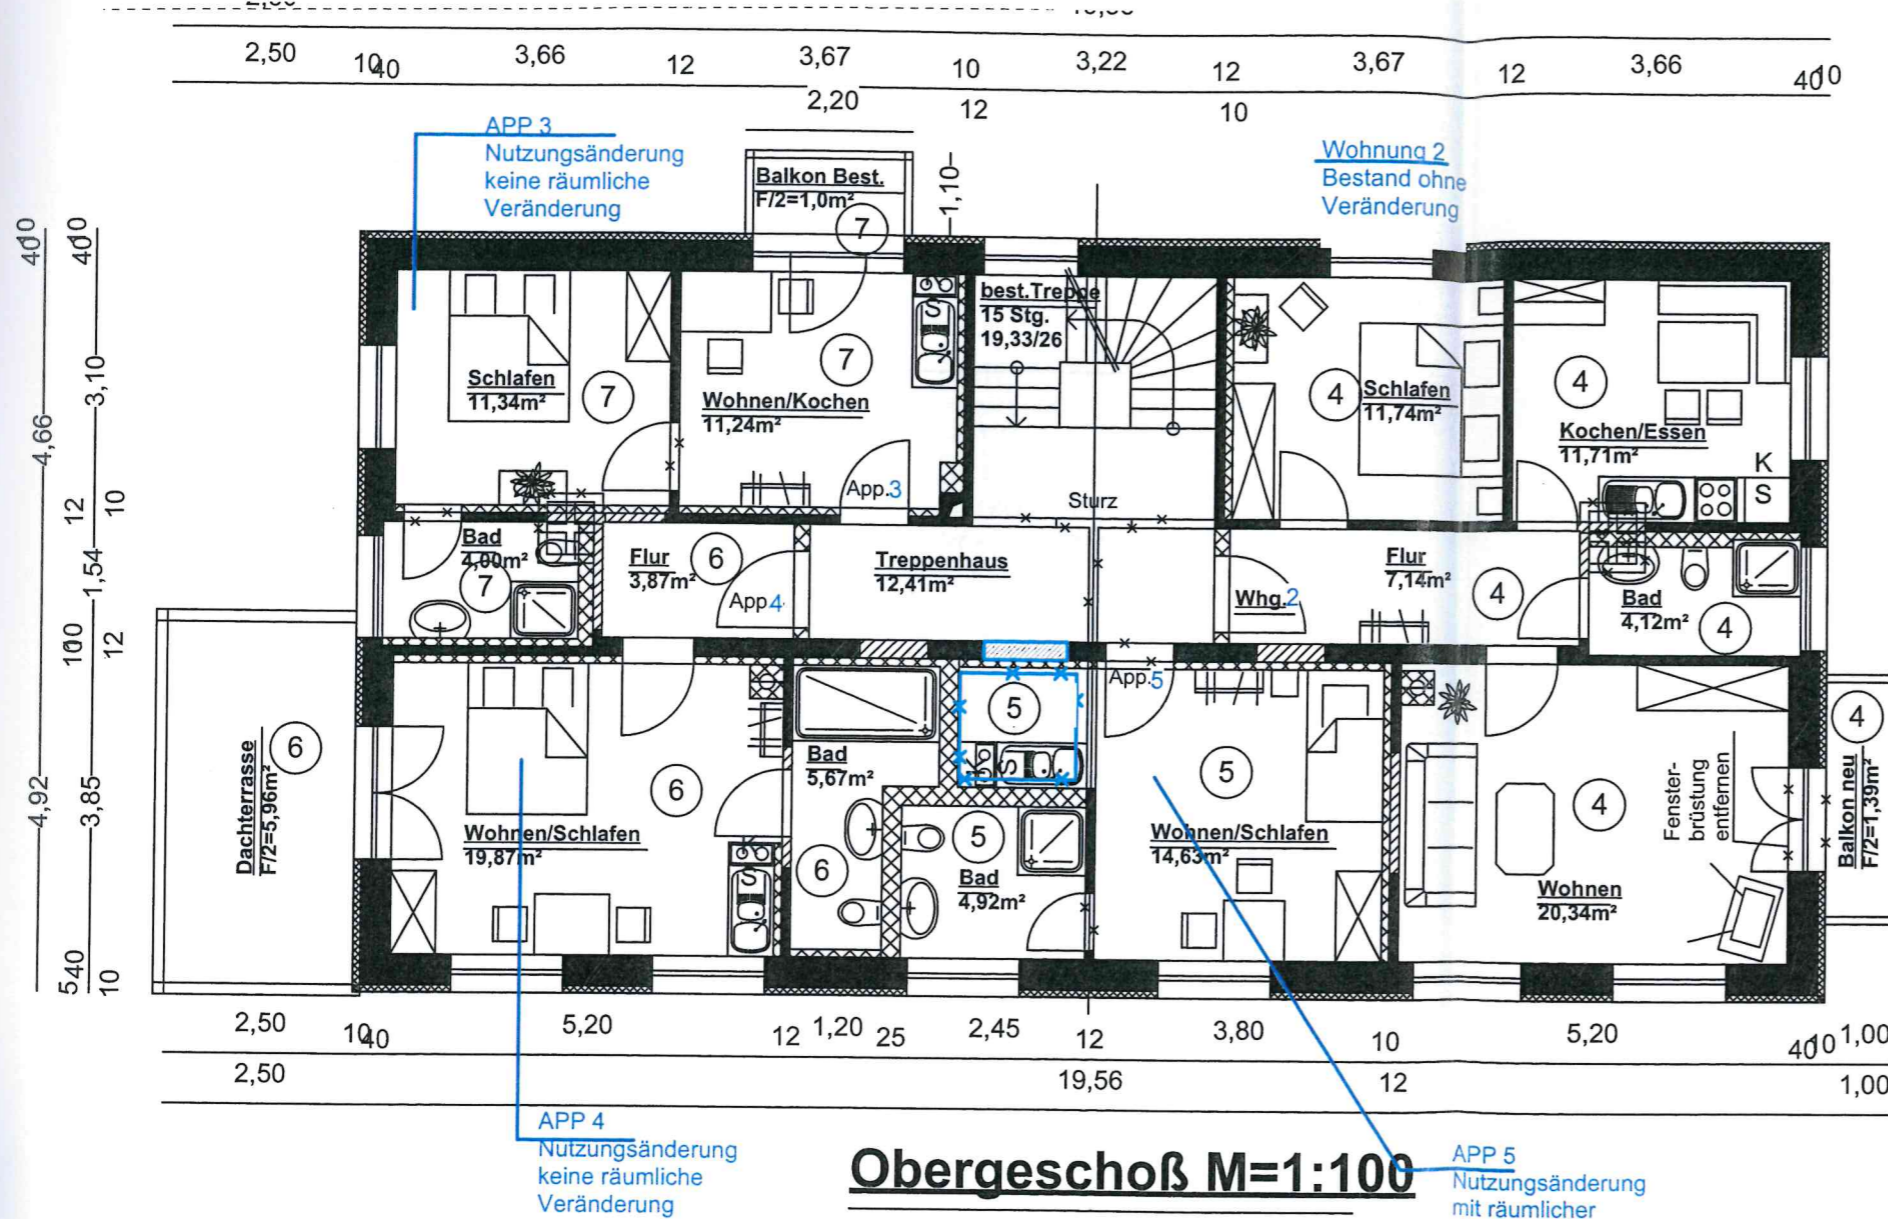 2,50
10
40
3,66
12
3,67
10
3,22
12
3,67
12
3,66
40
10
2,20
12
10
APP 3
Nutzungsänderung
keine räumliche
Veränderung
Balkon Best.
F/2=1,0m²
7
1,10
Wohnung 2
Bestand ohne
Veränderung
40
10
40
10
4,66
3,10
12
10
1,54
10
10
12
4,92
3,85
5,40
10
Schlafen
11,34m²
7
Wohnen/Kochen
11,24m²
7
S
App.3
best.Treppe
15 Stg.
19,33/26
Sturz
4
Schlafen
11,74m²
4
Kochen/Essen
11,71m²
K
S
Bad
4,00m²
7
Flur
3,87m²
6
App.4
Treppenhaus
12,41m²
Whg.2
Flur
7,14m²
4
Bad
4,12m²
4
Dachterrasse
F/2=5,96m²
6
Wohnen/Schlafen
19,87m²
6
K
S
Bad
5,67m²
6
5
K
S
5
Bad
4,92m²
App.5
5
Wohnen/Schlafen
14,63m²
4
Wohnen
20,34m²
Fenster-
brüstung
entfernen
4
Balkon neu
F/2=1,39m²
2,50
10
40
5,20
12
1,20
25
2,45
12
3,80
10
5,20
40
10
1,00
2,50
19,56
12
1,00
APP 4
Nutzungsänderung
keine räumliche
Veränderung
Obergeschoß M=1:100
APP 5
Nutzungsänderung
mit räumlicher